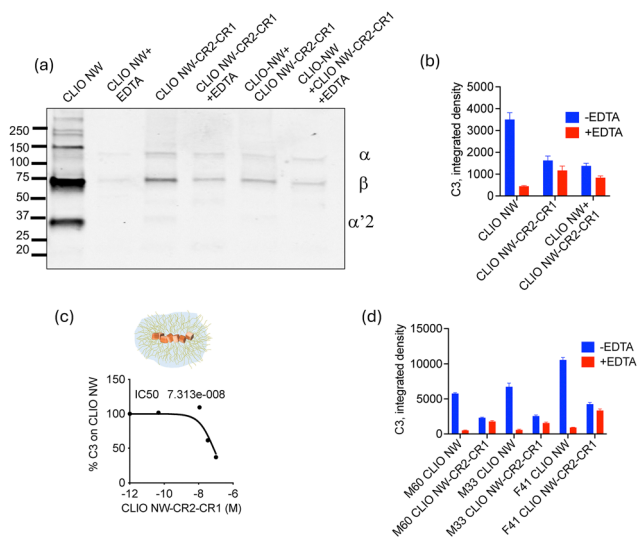 (a)
CLIO NW
CLIO NW+
EDTA
CLIO NW-CR2-CR1
CLIO NW-CR2-CR1
+EDTA
CLIO-NW+
CLIO NW-CR2-CR1
CLIO-NW
+CLIO NW-CR2-CR1
+EDTA
250
150
100
75
50
37
25
20
α
β
α'2
(b)
C3, integrated density
5000
4000
3000
2000
1000
0
-EDTA
+EDTA
CLIO NW
CLIO NW-CR2-CR1
CLIO NW+
CLIO NW-CR2-CR1
(c)
% C3 on CLIO NW
150
100
50
0
IC50 7.313e-008
-12 -10 -8 -6
CLIO NW-CR2-CR1 (M)
(d)
C3, integrated density
15000
10000
5000
0
-EDTA
+EDTA
M60 CLIO NW
M60 CLIO NW-CR2-CR1
M33 CLIO NW
M33 CLIO NW-CR2-CR1
F41 CLIO NW
F41 CLIO NW-CR2-CR1